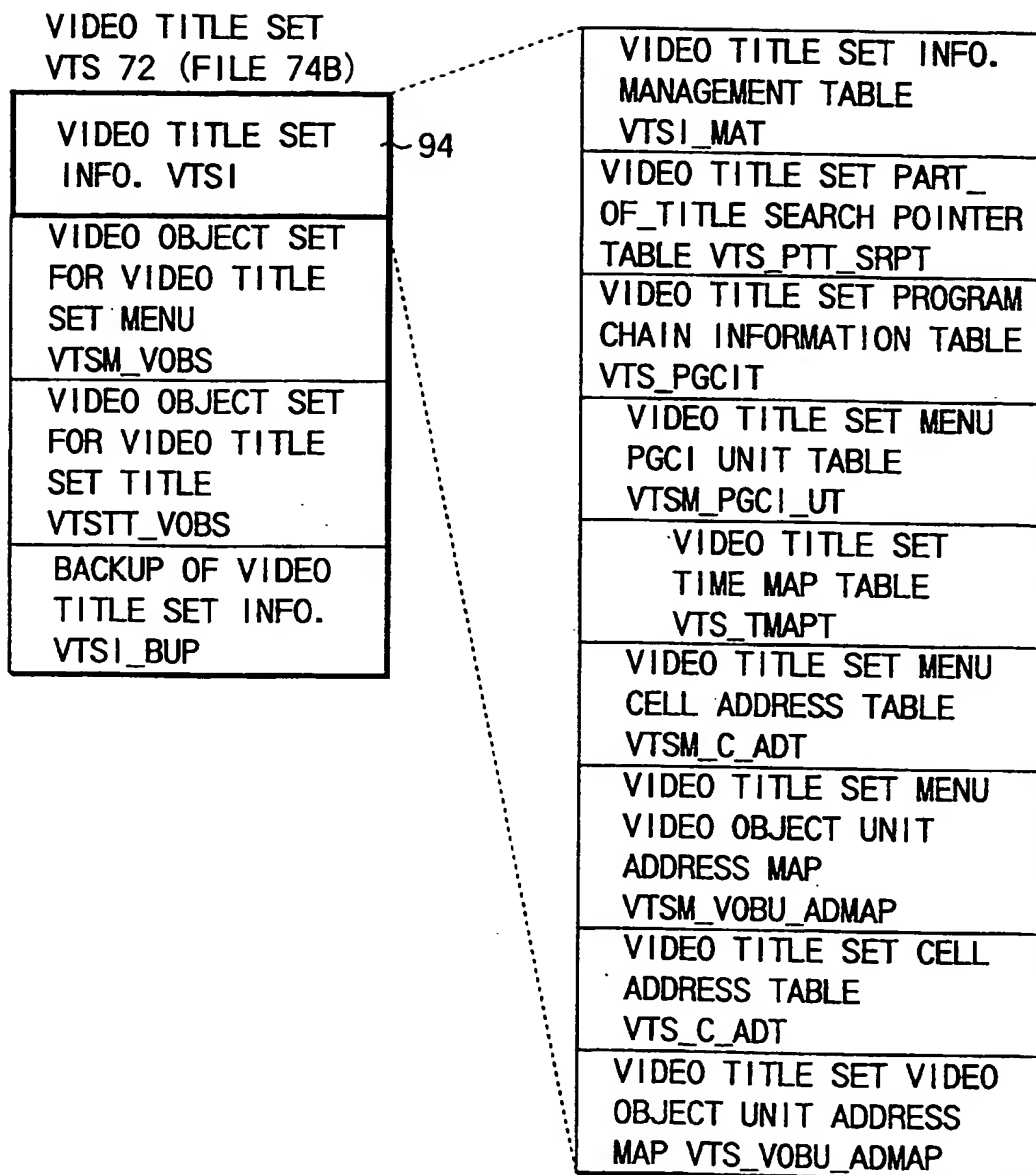 VIDEO TITLE SET
VTS 72 (FILE 74B)
VIDEO TITLE SET
INFO. VTSI
94
VIDEO OBJECT SET
FOR VIDEO TITLE
SET MENU
VTSM_VOBS
VIDEO OBJECT SET
FOR VIDEO TITLE
SET TITLE
VTSTT_VOBS
BACKUP OF VIDEO
TITLE SET INFO.
VTSI_BUP
VIDEO TITLE SET INFO.
MANAGEMENT TABLE
VTSI_MAT
VIDEO TITLE SET PART_
OF_TITLE SEARCH POINTER
TABLE VTS_PTT_SRPT
VIDEO TITLE SET PROGRAM
CHAIN INFORMATION TABLE
VTS_PGCIT
VIDEO TITLE SET MENU
PGCI UNIT TABLE
VTSM_PGCI_UT
VIDEO TITLE SET
TIME MAP TABLE
VTS_TMAPT
VIDEO TITLE SET MENU
CELL ADDRESS TABLE
VTSM_C_ADT
VIDEO TITLE SET MENU
VIDEO OBJECT UNIT
ADDRESS MAP
VTSM_VOBU_ADMAP
VIDEO TITLE SET CELL
ADDRESS TABLE
VTS_C_ADT
VIDEO TITLE SET VIDEO
OBJECT UNIT ADDRESS
MAP VTS_VOBU_ADMAP